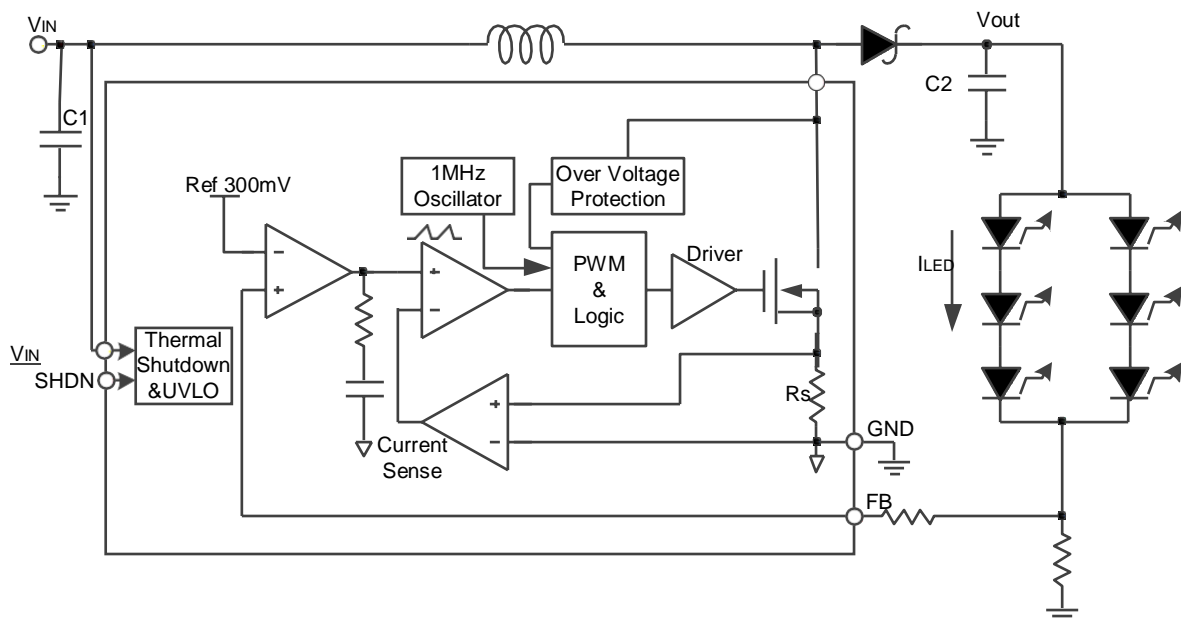 VIN
Vout
C1
C2
Ref 300mV
1MHz
Oscillator
Over Voltage
Protection
+
-
PWM
&
Logic
Driver
ILED
VIN
SHDN
Thermal
Shutdown
&UVLO
Current
Sense
Rs
GND
FB